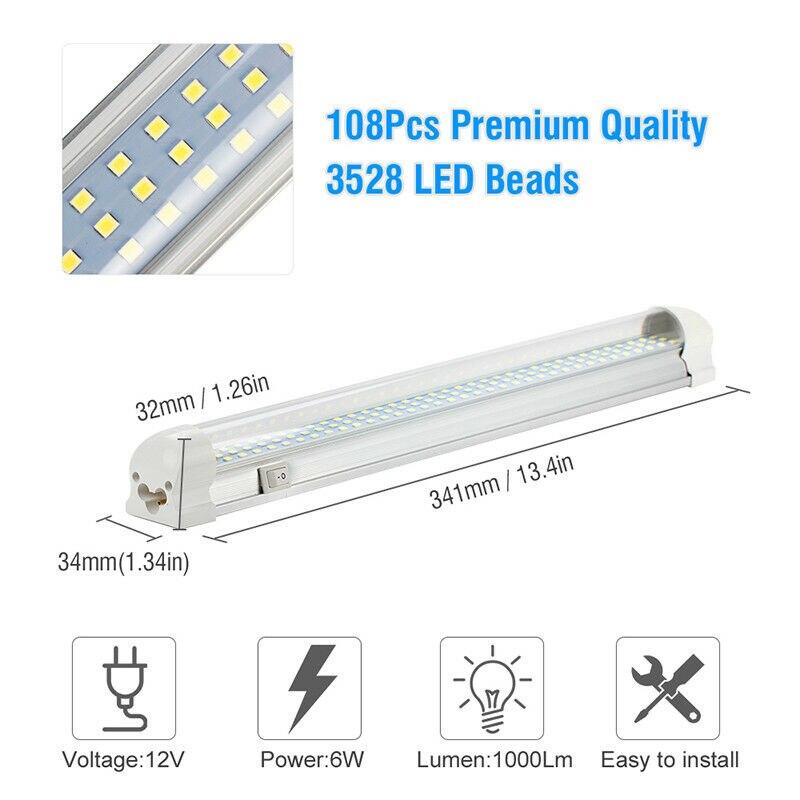 108Pcs Premium Quality
3528 LED Beads
32mm / 1.26in
341mm / 13.4in
34mm(1.34in)
Voltage:12V
Power:6W
Lumen:1000Lm
Easy to install